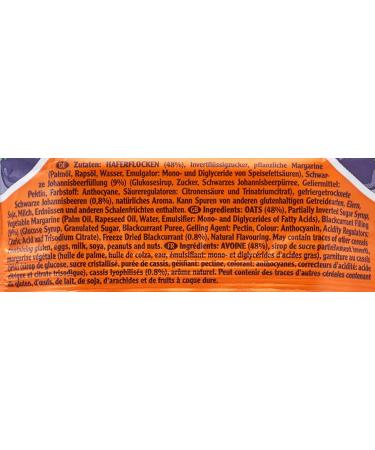 DE Zutaten: HAFERFLOCKEN (48%), Invertflüssigzucker, pflanzliche Margarine
(Palmöl, Rapsöl, Wasser, Emulgator: Mono- und Diglyceride von Speisefettsäuren), Schwar-
ze Johannisbeerfüllung (9%) (Glukosesirup, Zucker, Schwarzes Johannisbeerpüree, Geliermittel:
Pektin, Farbstoff: Anthocyane, Säureregulatoren: Citronensäure und Trinatriumcitrat), gefriergetrocknete
Schwarze Johannisbeeren (0,8%), natürliches Aroma. Kann Spuren von anderen glutenhaltigen Getreidearten, Eiern,
Soja, Milch, Erdnüssen und anderen Schalenfrüchten enthalten. GB Ingredients: OATS (48%), Partially Inverted Sugar Syrup,
Vegetable Margarine (Palm Oil, Rapeseed Oil, Water, Emulsifier: Mono- and Diglycerides of Fatty Acids), Blackcurrant Filling
(9%) (Glucose Syrup, Granulated Sugar, Blackcurrant Puree, Gelling Agent: Pectin, Colour: Anthocyanin, Acidity Regulators:
Citric Acid and Trisodium Citrate), Freeze Dried Blackcurrant (0.8%), Natural Flavouring. May contain traces of other cereals
containing gluten, eggs, milk, soya, peanuts and nuts. FR Ingrédients: AVOINE (48%), sirop de sucre partiellement inverti,
margarine végétale (huile de palme, huile de colza, eau, émulsifiant: mono- et diglycérides d'acides gras), garniture au cassis
(sirop de glucose, sucre cristallisé, purée de cassis, gélifiant: pectine, colorant: anthocyanes, correcteurs d'acidité: acide
citrique et citrate trisodique), cassis lyophilisés (0.8%), arôme naturel. Peut contenir des traces d'autres céréales
gluten, d'œufs, de lait, de soja, d'arachides et de fruits à coque dure.